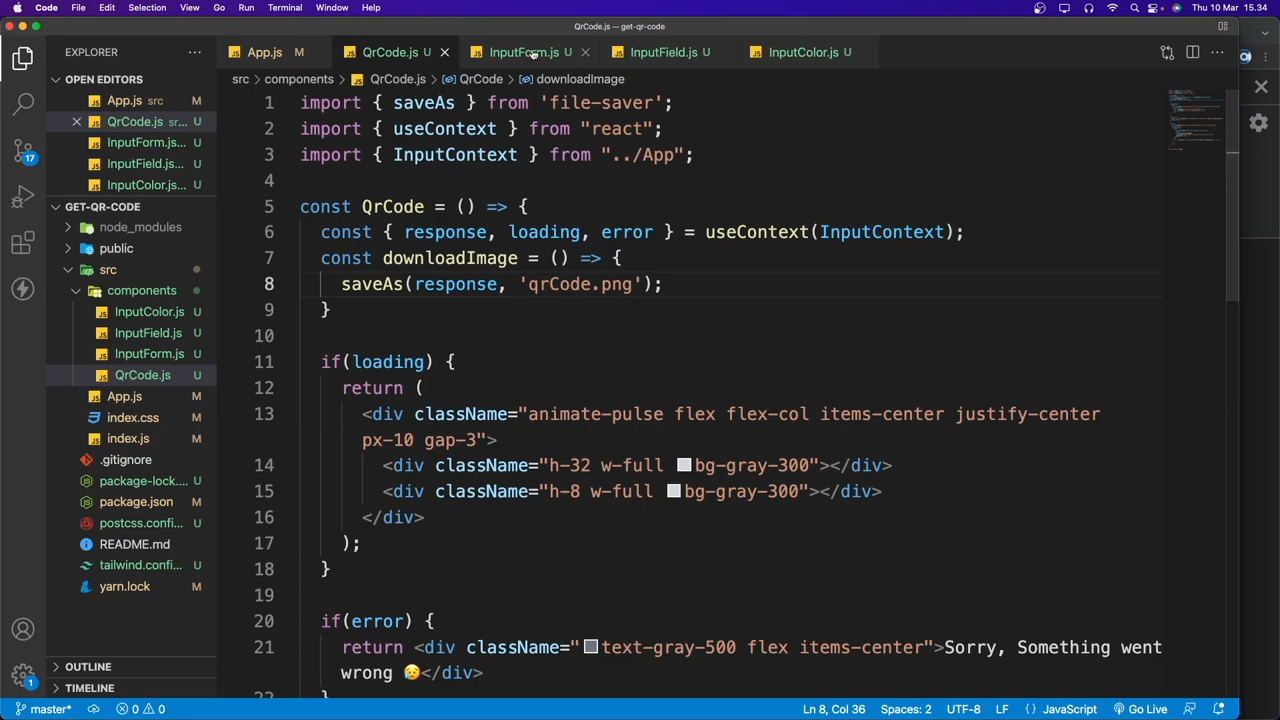 Code File Edit Selection View Go Run Terminal Window Help Thu 10 Mar 15.34
QrCode.js — get-qr-code
EXPLORER
App.js M QrCode.js U InputForm.js U InputField.js U InputColor.js U
src components QrCode.js QrCode downloadImage
OPEN EDITORS
App.js src M
QrCode.js sr... U
InputForm.js... U
InputField.js... U
InputColor.js... U
GET-QR-CODE
node_modules
public
src
components
InputColor.js U
InputField.js U
InputForm.js U
QrCode.js U
App.js M
index.css M
index.js M
.gitignore
package-lock.... U
package.json M
postcss.confi... U
README.md
tailwind.confi... U
yarn.lock M
OUTLINE
TIMELINE
17
1
1 import { saveAs } from 'file-saver';
2 import { useContext } from "react";
3 import { InputContext } from "../App";
4
5 const QrCode = () => {
6 const { response, loading, error } = useContext(InputContext);
7 const downloadImage = () => {
8 saveAs(response, 'qrCode.png');
9 }
10
11 if(loading) {
12 return (
13 <div className="animate-pulse flex flex-col items-center justify-center
px-10 gap-3">
14 <div className="h-32 w-full bg-gray-300"></div>
15 <div className="h-8 w-full bg-gray-300"></div>
16 </div>
17 );
18 }
19
20 if(error) {
21 return <div className="text-gray-500 flex items-center">Sorry, Something went
wrong 😥</div>
22 }
master* 0 0 Ln 8, Col 36 Spaces: 2 UTF-8 LF {} JavaScript Go Live